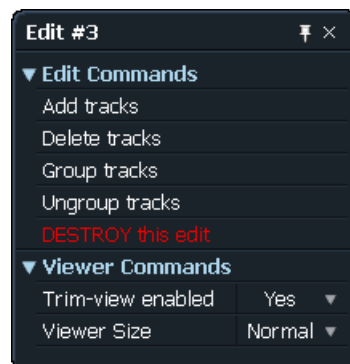 Edit #3
Edit Commands
Add tracks
Delete tracks
Group tracks
Ungroup tracks
DESTROY this edit
Viewer Commands
Trim-view enabled Yes
Viewer Size Normal